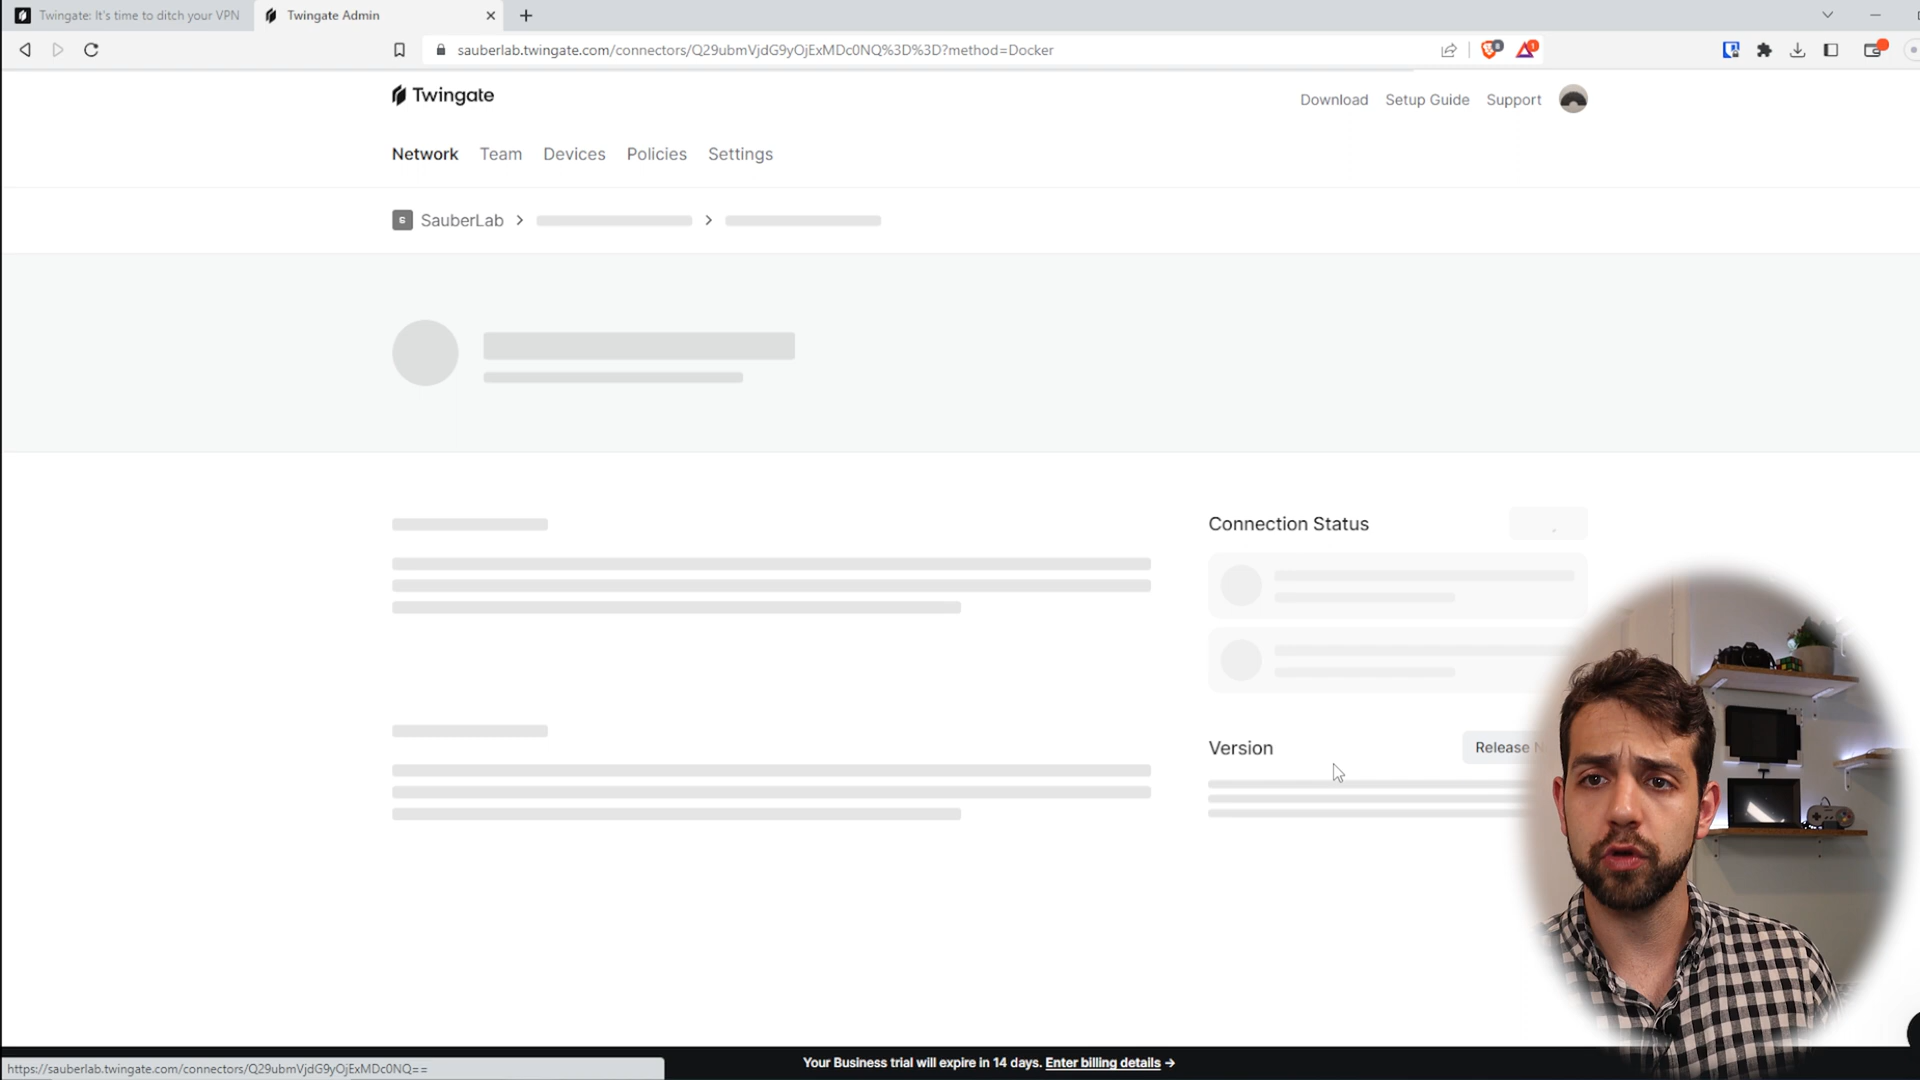 Twingate: It's time to ditch your VPN
Twingate Admin
sauberlab.twingate.com/connectors/Q29ubmVjdG9yOjExMDc0NQ%3D%3D?method=Docker
Twingate
Download Setup Guide Support
Network Team Devices Policies Settings
SauberLab
Connection Status
Version
Release N
Your Business trial will expire in 14 days. Enter billing details →
https://sauberlab.twingate.com/connectors/Q29ubmVjdG9yOjExMDc0NQ==